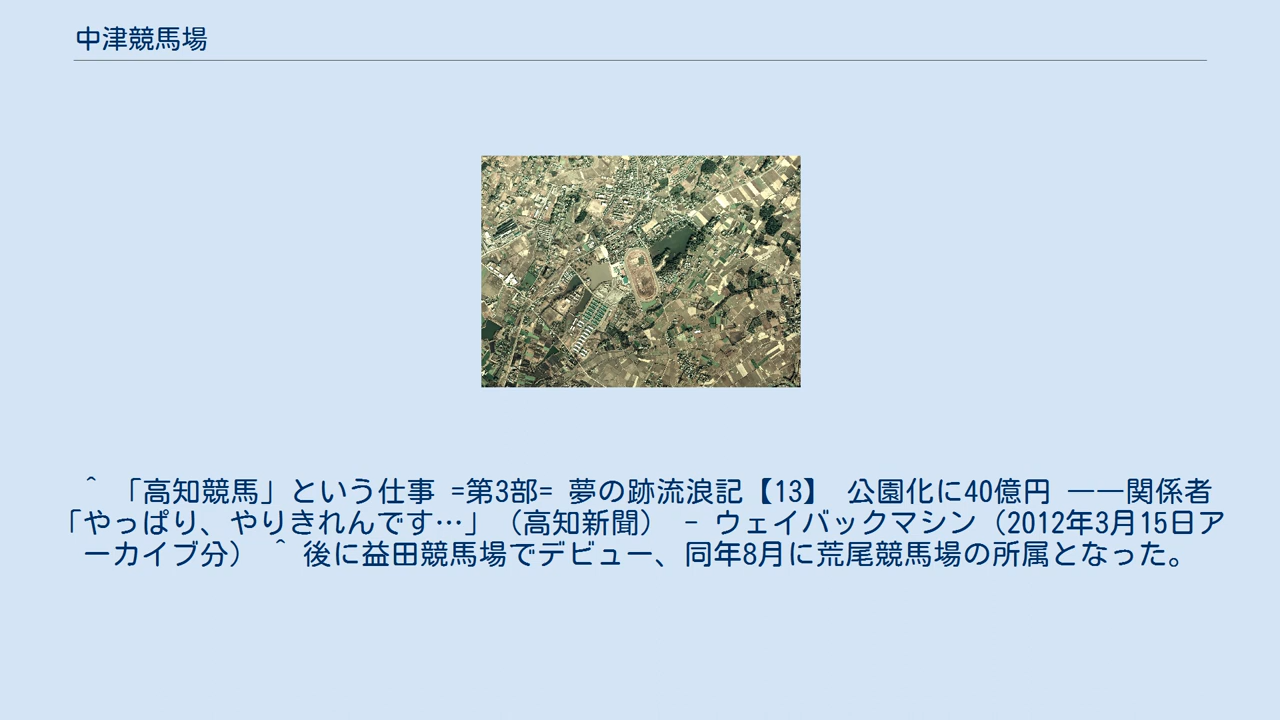 中津競馬場
^ 「高知競馬」という仕事 =第3部= 夢の跡流浪記【13】 公園化に40億円 ――関係者
「やっぱり、やりきれんです…」（高知新聞） - ウェイバックマシン（2012年3月15日ア
ーカイブ分） ^ 後に益田競馬場でデビュー、同年8月に荒尾競馬場の所属となった。